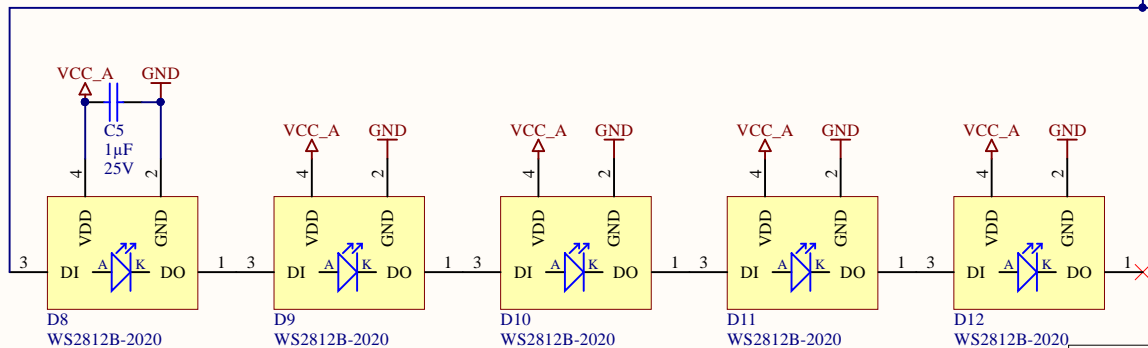 VCC_A GND
C5
1µF
25V
VCC_A GND VCC_A GND VCC_A GND VCC_A GND
4 2 4 2 4 2 4 2 4 2
VDD GND VDD GND VDD GND VDD GND VDD GND
3 DI A K DO 1 3 DI A K DO 1 3 DI A K DO 1 3 DI A K DO 1 3 DI A K DO 1
D8 D9 D10 D11 D12
WS2812B-2020 WS2812B-2020 WS2812B-2020 WS2812B-2020 WS2812B-2020